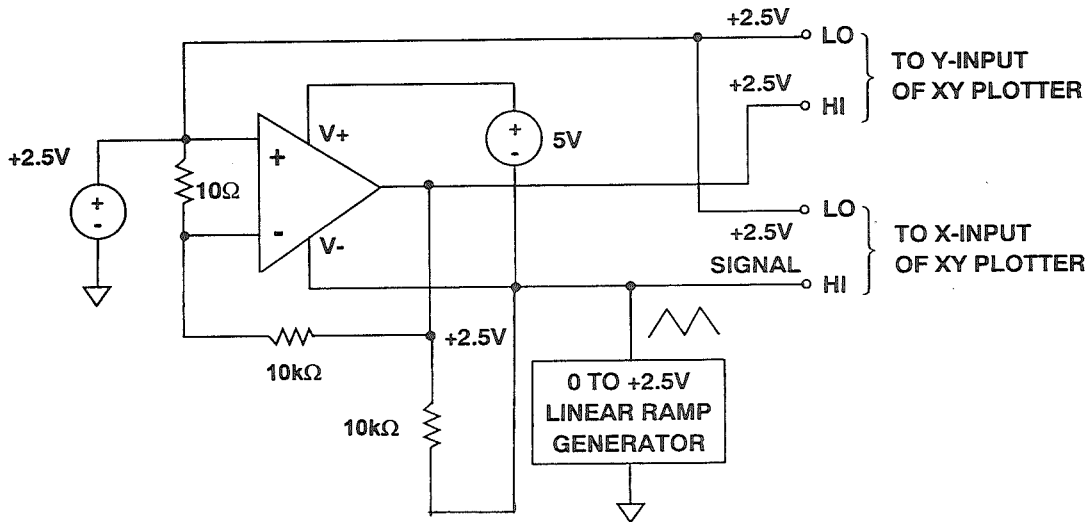 +2.5V
LO
TO Y-INPUT
OF XY PLOTTER
+2.5V
HI
V+
+
-
5V
+2.5V
+
-
10Ω
+
-
V-
LO
+2.5V
TO X-INPUT
OF XY PLOTTER
SIGNAL
HI
+2.5V
10kΩ
10kΩ
0 TO +2.5V
LINEAR RAMP
GENERATOR